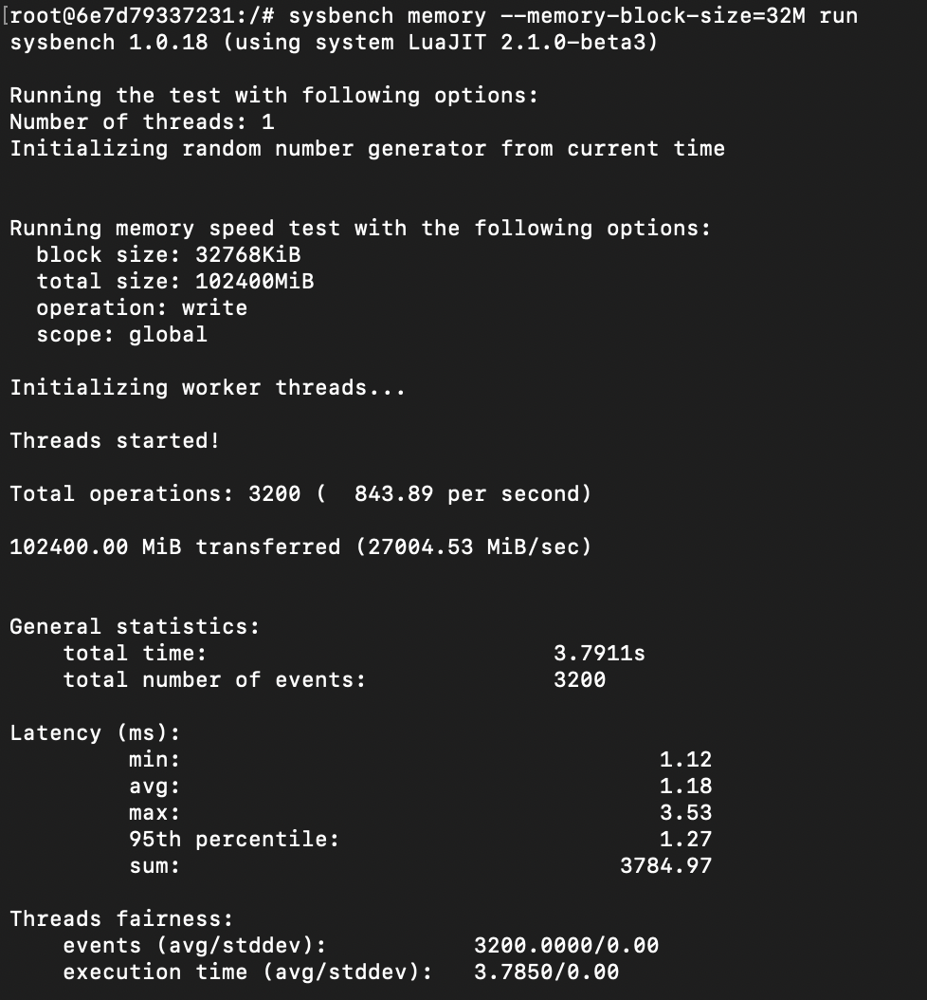 [root@6e7d79337231:/# sysbench memory --memory-block-size=32M run
sysbench 1.0.18 (using system LuaJIT 2.1.0-beta3)
Running the test with following options:
Number of threads: 1
Initializing random number generator from current time
Running memory speed test with the following options:
block size: 32768KiB
total size: 102400MiB
operation: write
scope: global
Initializing worker threads...
Threads started!
Total operations: 3200 (  843.89 per second)
102400.00 MiB transferred (27004.53 MiB/sec)
General statistics:
total time: 3.7911s
total number of events: 3200
Latency (ms):
min: 1.12
avg: 1.18
max: 3.53
95th percentile: 1.27
sum: 3784.97
Threads fairness:
events (avg/stddev): 3200.0000/0.00
execution time (avg/stddev): 3.7850/0.00